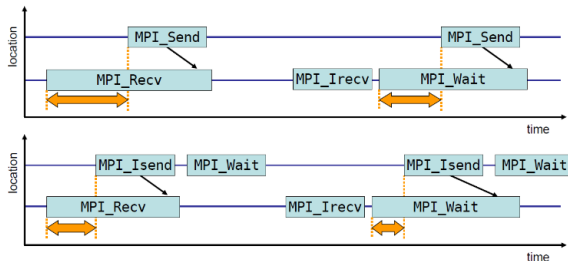 location
MPI_Send
MPI_Send
MPI_Recv
MPI_Irecv
MPI_Wait
time
location
MPI_Isend
MPI_Wait
MPI_Isend
MPI_Wait
MPI_Recv
MPI_Irecv
MPI_Wait
time